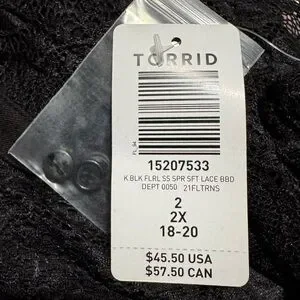 TORRID
15207533
K BLK FLRL SS SPR SFT LACE BBD
DEPT 0050 21FLTRNS
2
2X
18-20
$45.50 USA
$57.50 CAN